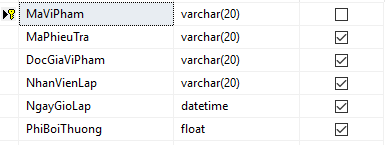 MaViPham varchar(20)
MaPhieuTra varchar(20)
DocGiaViPham varchar(20)
NhanVienLap varchar(20)
NgayGioLap datetime
PhiBoiThuong float